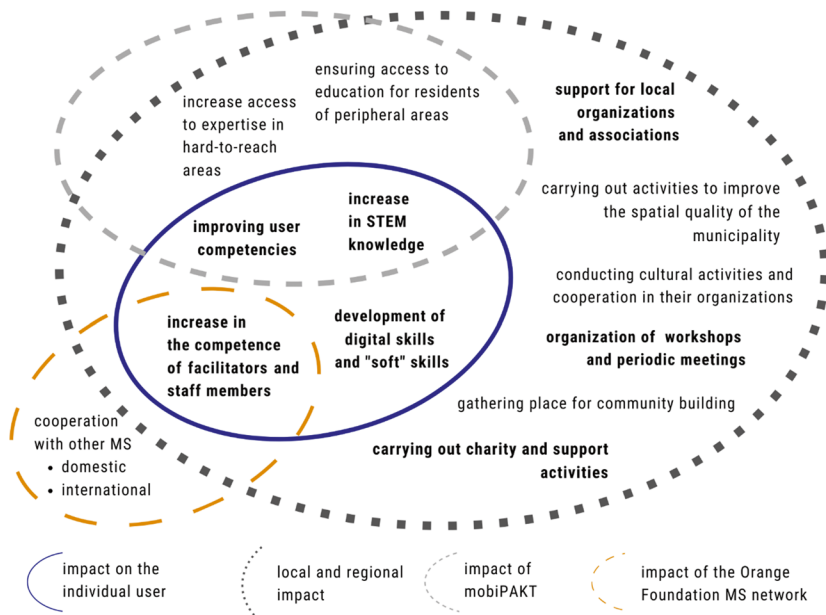 ensuring access to
education for residents
of peripheral areas
increase access
to expertise in
hard-to-reach
areas
support for local
organizations
and associations
increase
in STEM
knowledge
improving user
competencies
carrying out activities to improve
the spatial quality of the
municipality
conducting cultural activities and
cooperation in their organizations
increase in
the competence
of facilitators and
staff members
development of
digital skills
and "soft" skills
organization of workshops
and periodic meetings
gathering place for community building
cooperation
with other MS
• domestic
• international
carrying out charity and support
activities
impact on the
individual user
local and regional
impact
impact of
mobiPAKT
impact of the Orange
Foundation MS network